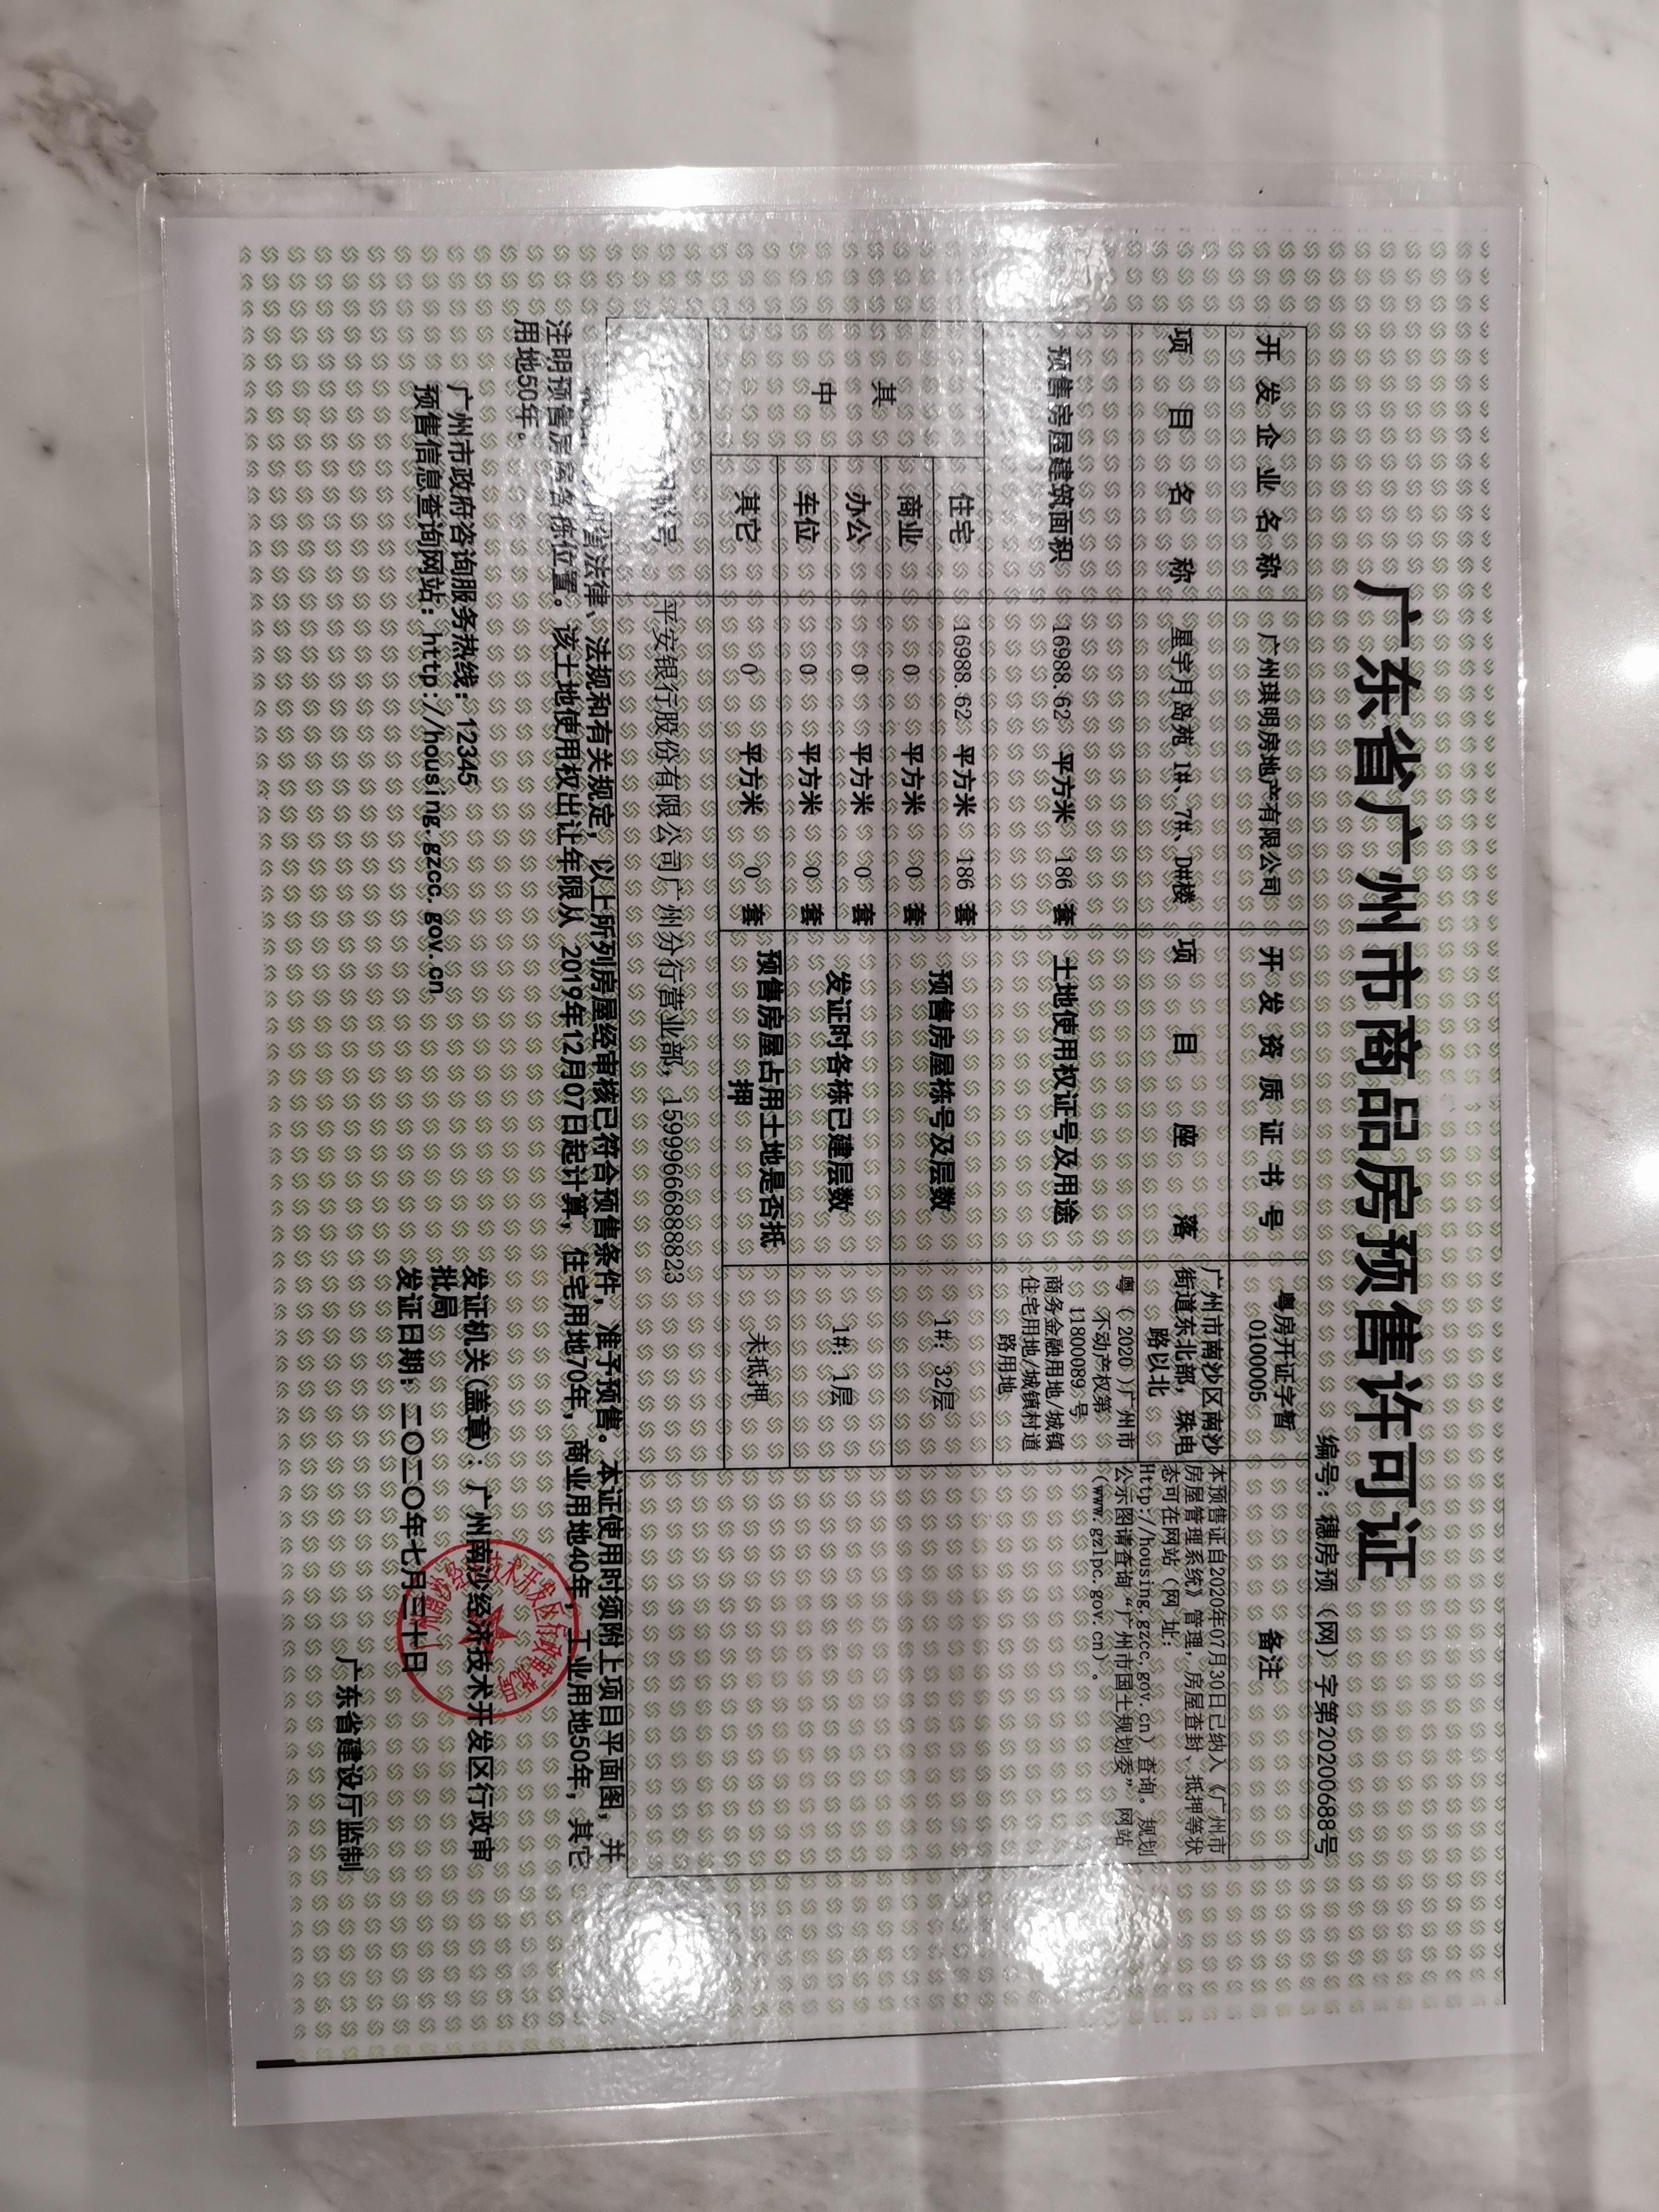 广东省广州市商品房预售许可证
编号：穗房预（网）字第20200688号
开发企业名称
广州琪明房地产有限公司
开发资质证书号
粤房开证字暂
0100005
备注
项目名称
星宇月岛苑 1#、7#、D#楼
项目座落
广州市南沙区南沙
街道东北部，珠电
路以北
本预售证自2020年07月30日已纳入《广州市
房屋管理系统》管理，房屋查封、抵押等状
态可在网站（网 址：
Http://housing.gzcc.gov.cn）查询。规划
公示图请查询“广州市国土规划委” 网站
（www.gzlpc.gov.cn）。
预售房屋建筑面积
16988.62 平方米 186 套
土地使用权证号及用途
粤（2020）广州市
不动产权第
11800089号
商务金融用地/城镇
住宅用地/城镇村道
路用地
其中
住宅 16988.62 平方米 186 套
商业 0 平方米 0 套
办公 0 平方米 0 套
车位 0 平方米 0 套
其它 0 平方米 0 套
预售房屋栋号及层数
1#: 32层
发证时各栋已建层数
1#: 1层
预售房屋占用土地是否抵
押
未抵押
账号
平安银行股份有限公司广州分行营业部，15999666888823
法律、法规和有关规定，以上所列房屋经审核已符合预售条件，准予预售。本证使用时须附上项目平面图，并
注明预售房屋各栋位置。该土地使用权出让年限从 2019年12月07日起计算，住宅用地70年，商业用地40年，工业用地50年，其它
用地50年。
广州市政府咨询服务热线：12345
预售信息查询网站：http://housing.gzcc.gov.cn
发证机关（盖章）：广州南沙经济技术开发区行政审
批局
发证日期：二〇二〇年七月三十日
广东省建设厅监制